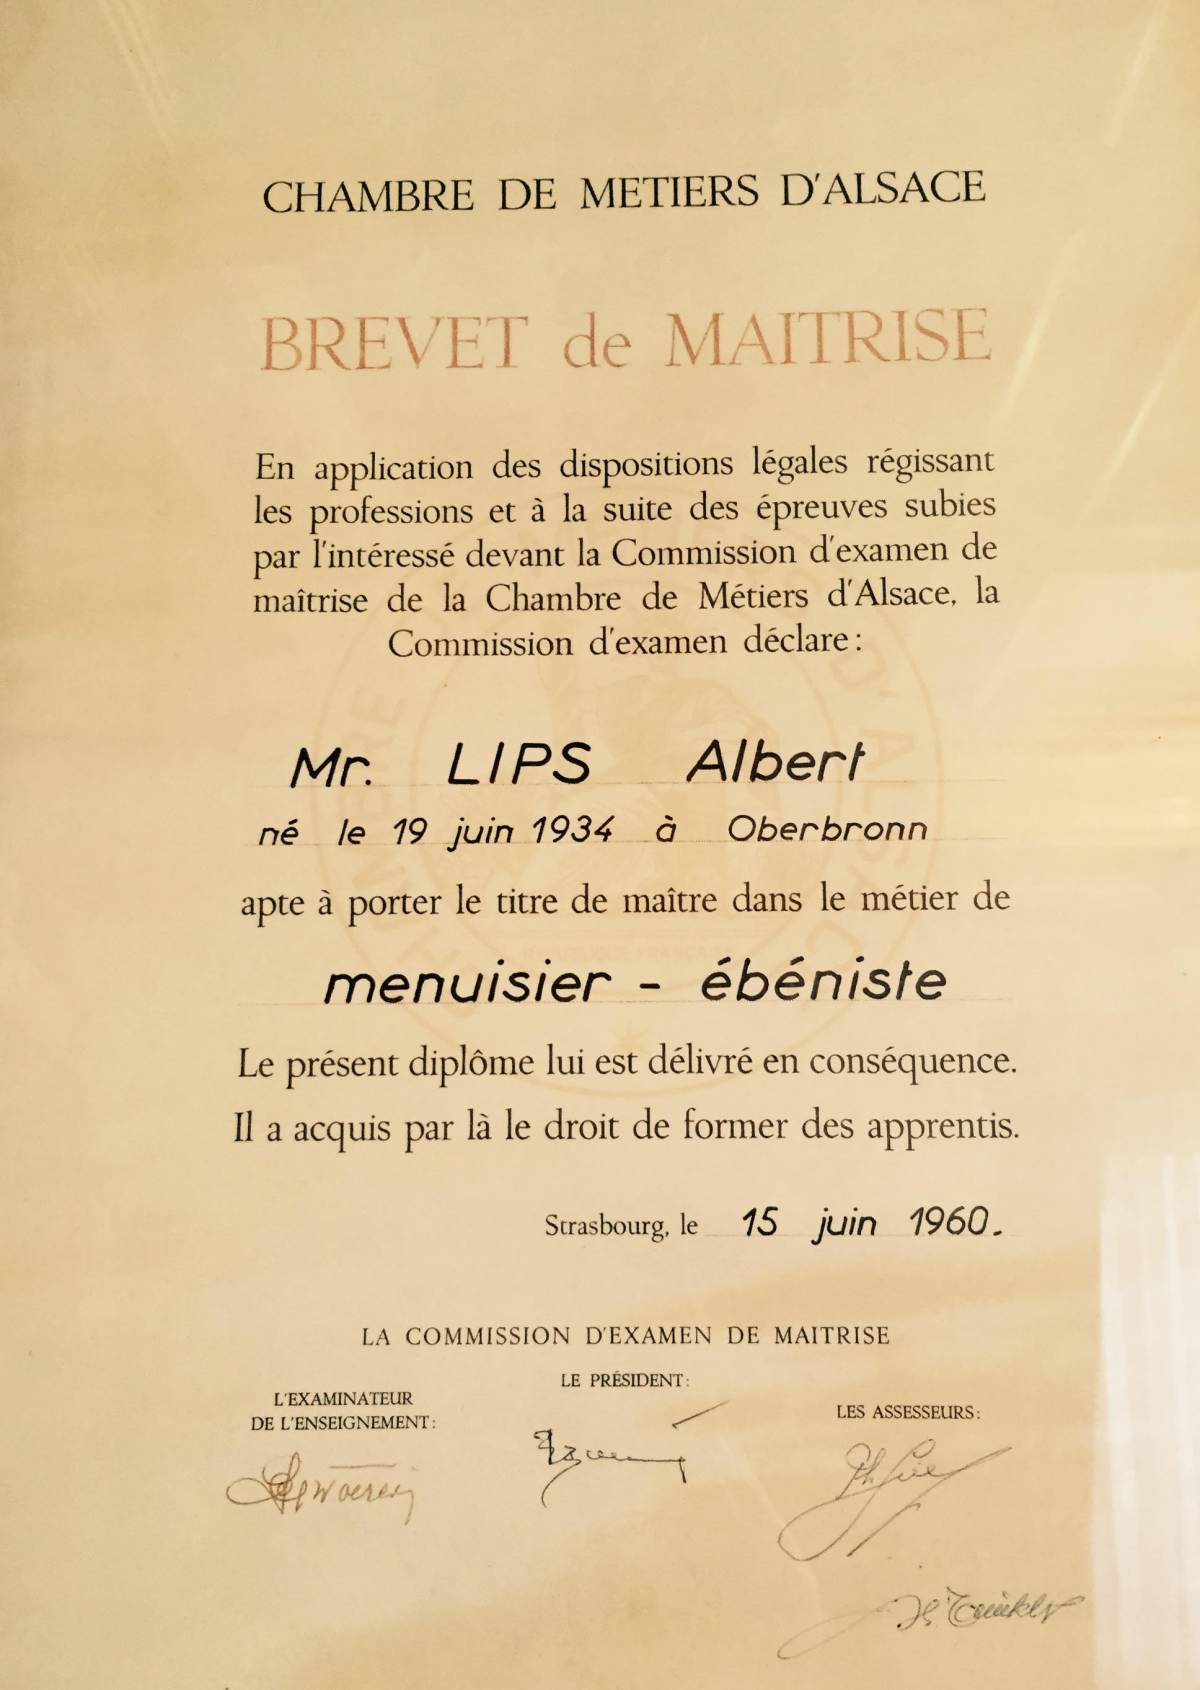 CHAMBRE DE METIERS D'ALSACE
BREVET de MAITRISE
En application des dispositions légales régissant
les professions et à la suite des épreuves subies
par l'intéressé devant la Commission d'examen de
maîtrise de la Chambre de Métiers d'Alsace, la
Commission d'examen déclare :
Mr. LIPS Albert
né le 19 juin 1934 à Oberbronn
apte à porter le titre de maître dans le métier de
menuisier - ébéniste
Le présent diplôme lui est délivré en conséquence.
Il a acquis par là le droit de former des apprentis.
Strasbourg, le 15 juin 1960.
LA COMMISSION D'EXAMEN DE MAITRISE
L'EXAMINATEUR
DE L'ENSEIGNEMENT :
LE PRÉSIDENT :
LES ASSESSEURS :